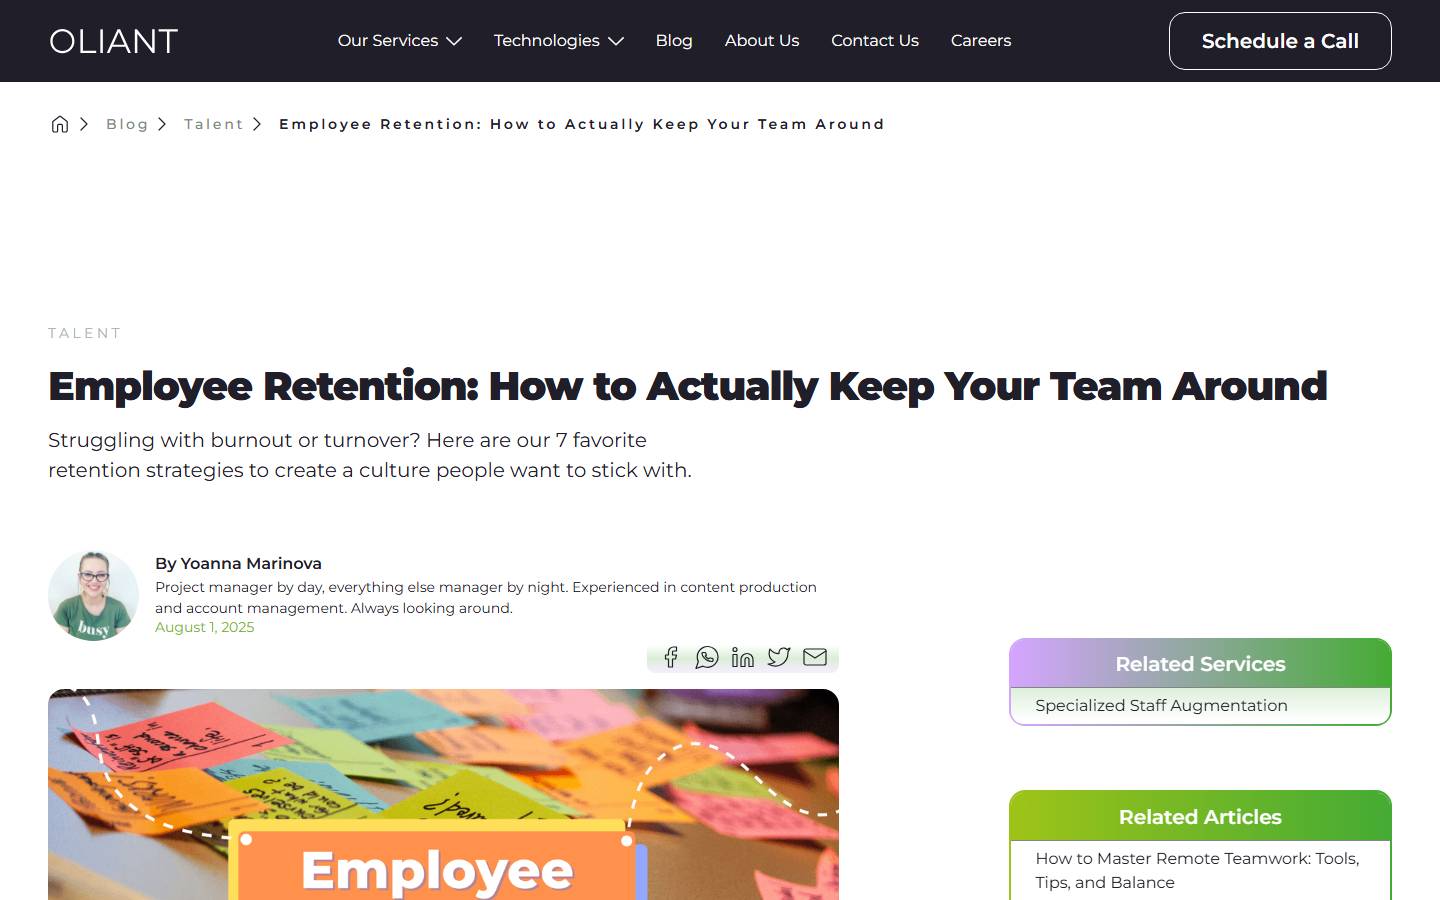 OLIANT
Our Services
Technologies
Blog
About Us
Contact Us
Careers
Schedule a Call
Blog
Talent
Employee Retention: How to Actually Keep Your Team Around
TALENT
Employee Retention: How to Actually Keep Your Team Around
Struggling with burnout or turnover? Here are our 7 favorite
retention strategies to create a culture people want to stick with.
By Yoanna Marinova
Project manager by day, everything else manager by night. Experienced in content production
and account management. Always looking around.
August 1, 2025
busy
Related Services
Specialized Staff Augmentation
Employee
Related Articles
How to Master Remote Teamwork: Tools,
Tips, and Balance